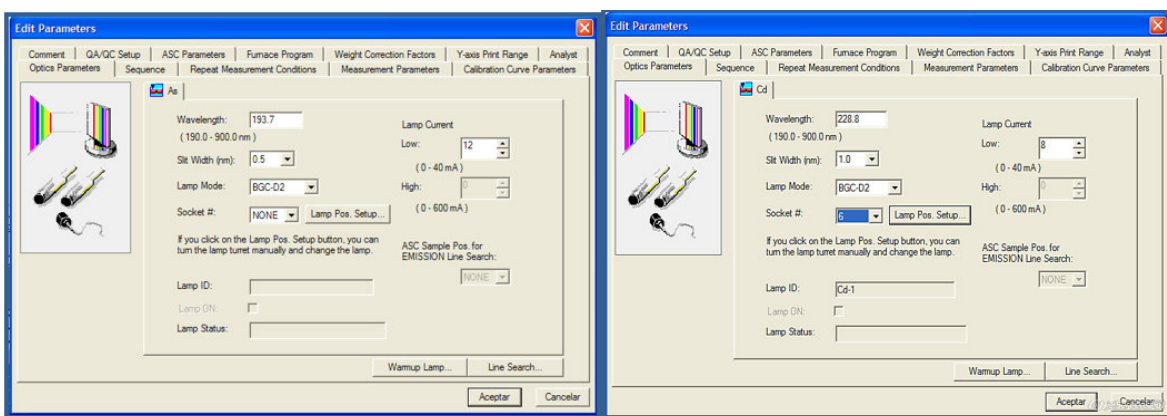 Edit Parameters
Comment QA/QC Setup ASC Parameters Furnace Program Weight Correction Factors Y-axis Print Range Analyst
Optics Parameters Sequence Repeat Measurement Conditions Measurement Parameters Calibration Curve Parameters
As
Wavelength: 193.7
( 190.0 - 900.0 nm )
Slit Width (nm): 0.5
Lamp Mode: BGC-D2
Socket #: NONE Lamp Pos. Setup...
If you click on the Lamp Pos. Setup button, you can
turn the lamp turret manually and change the lamp.
Lamp ID:
Lamp ON:
Lamp Status:
Lamp Current
Low: 12
( 0 - 40 mA )
High: 0
( 0 - 600 mA )
ASC Sample Pos. for
EMISSION Line Search:
NONE
Warmup Lamp... Line Search...
Aceptar Cancelar
Edit Parameters
Comment QA/QC Setup ASC Parameters Furnace Program Weight Correction Factors Y-axis Print Range Analyst
Optics Parameters Sequence Repeat Measurement Conditions Measurement Parameters Calibration Curve Parameters
Cd
Wavelength: 228.8
( 190.0 - 900.0 nm )
Slit Width (nm): 1.0
Lamp Mode: BGC-D2
Socket #: 6 Lamp Pos. Setup...
If you click on the Lamp Pos. Setup button, you can
turn the lamp turret manually and change the lamp.
Lamp ID: Cd-1
Lamp ON:
Lamp Status:
Lamp Current
Low: 8
( 0 - 40 mA )
High: 0
( 0 - 600 mA )
ASC Sample Pos. for
EMISSION Line Search:
NONE
Warmup Lamp... Line Search...
Aceptar Cancelar